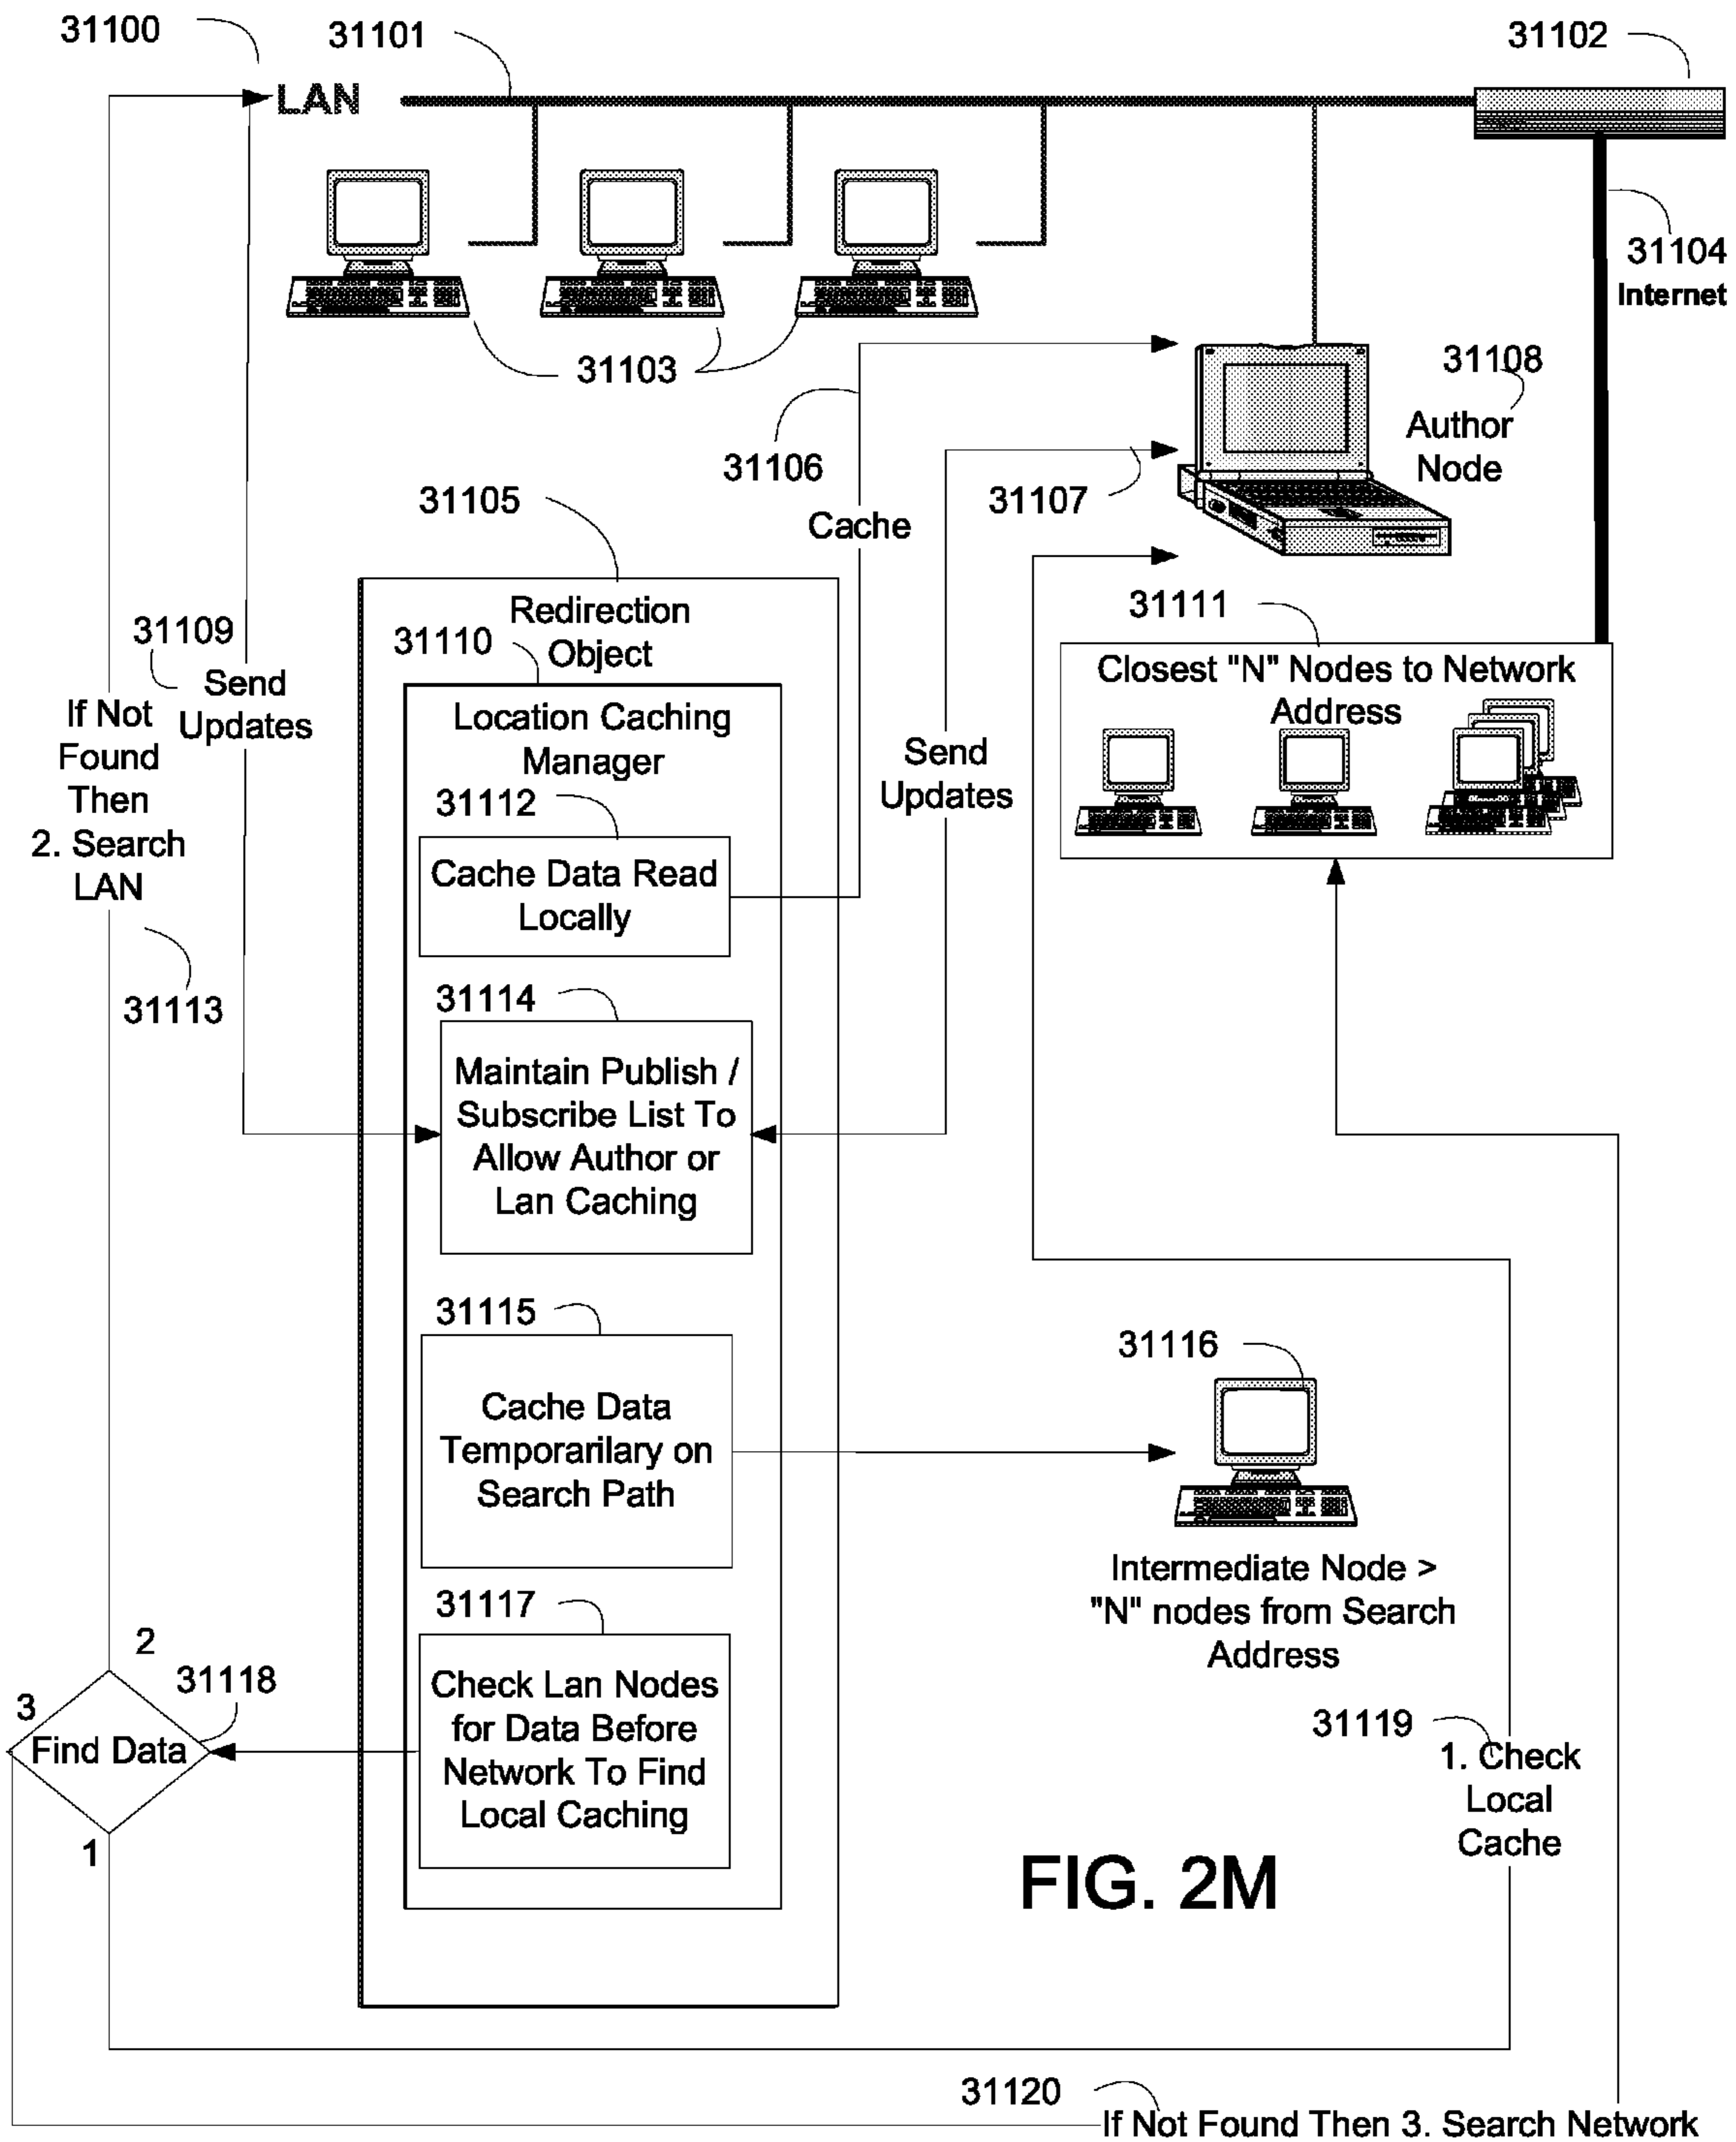 31100
31101
31102
LAN
31104
Internet
31103
31108
Author
Node
31106
31107
Cache
31105
Redirection
Object
31109
Send
Updates
31110
31111
Closest "N" Nodes to Network
Address
If Not
Found
Then
2. Search
LAN
Location Caching
Manager
Send
Updates
31112
Cache Data Read
Locally
31113
31114
Maintain Publish /
Subscribe List To
Allow Author or
Lan Caching
31115
Cache Data
Temporarilary on
Search Path
31116
Intermediate Node >
"N" nodes from Search
Address
31117
Check Lan Nodes
for Data Before
Network To Find
Local Caching
2
31118
3
Find Data
1
31119
1. Check
Local
Cache
FIG. 2M
31120
If Not Found Then 3. Search Network